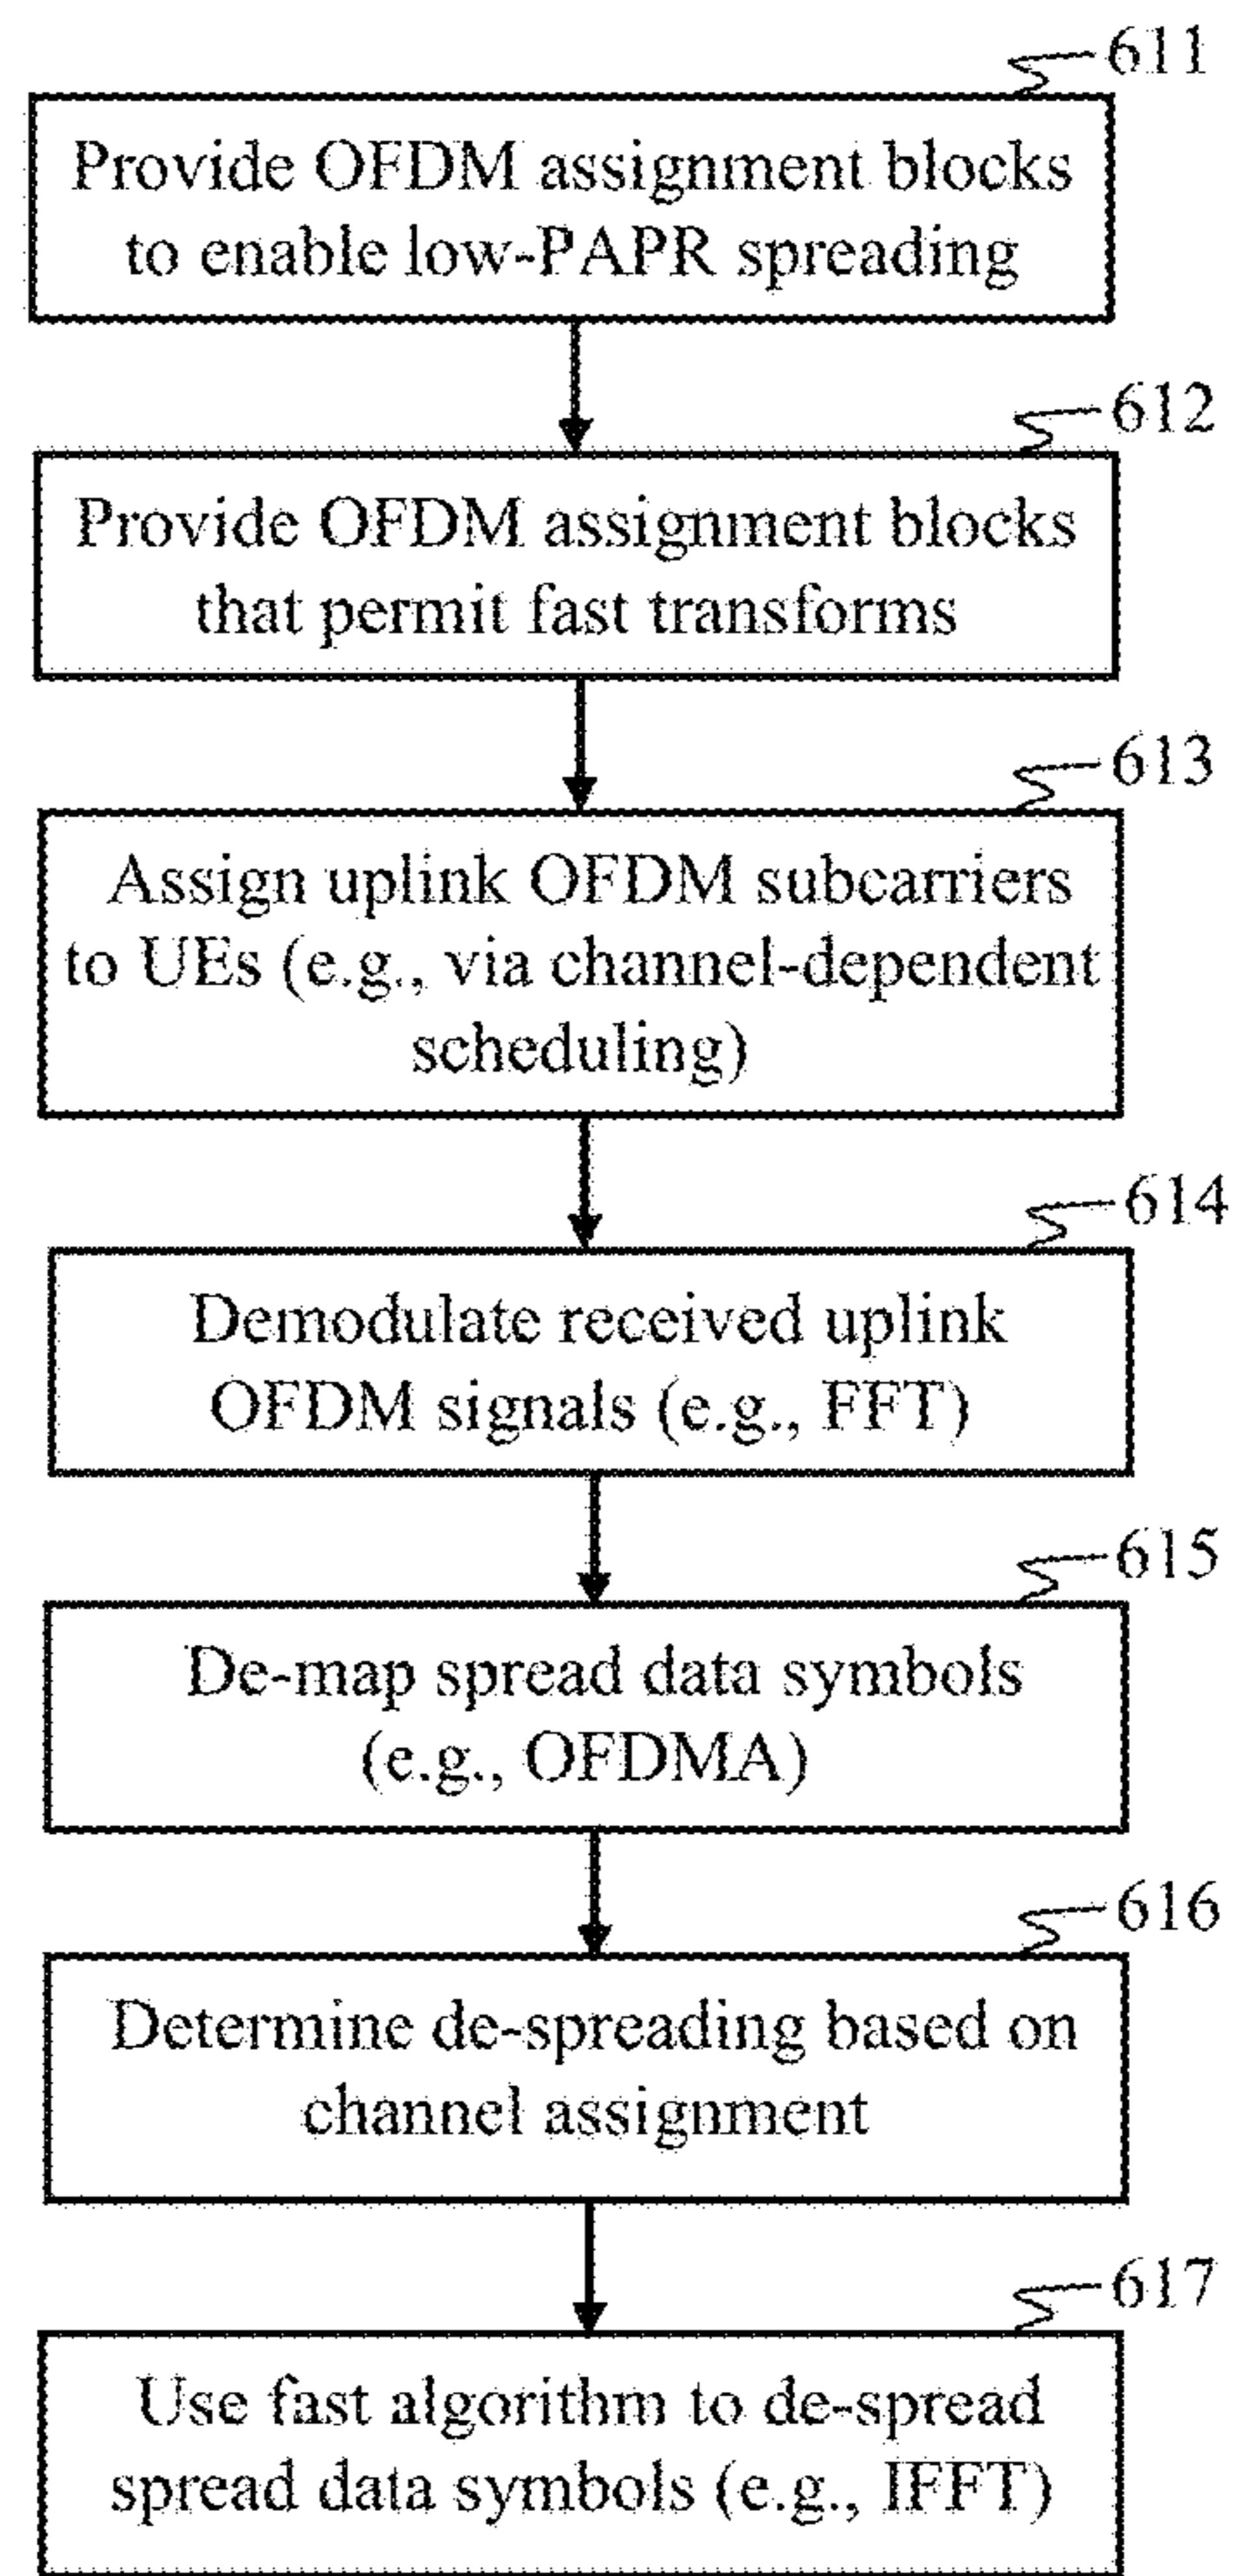 611
Provide OFDM assignment blocks
to enable low-PAPR spreading
612
Provide OFDM assignment blocks
that permit fast transforms
613
Assign uplink OFDM subcarriers
to UEs (e.g., via channel-dependent
scheduling)
614
Demodulate received uplink
OFDM signals (e.g., FFT)
615
De-map spread data symbols
(e.g., OFDMA)
616
Determine de-spreading based on
channel assignment
617
Use fast algorithm to de-spread
spread data symbols (e.g., IFFT)